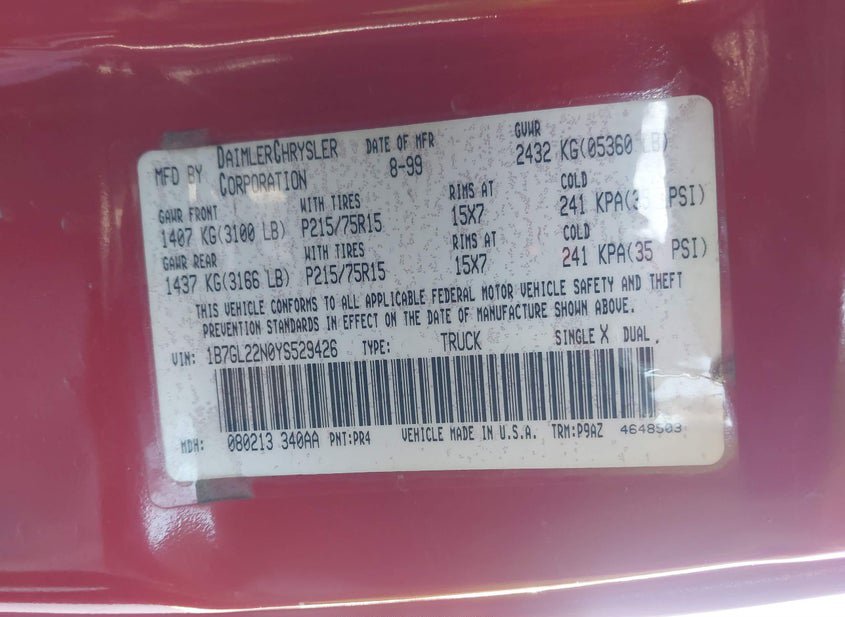 MFD BY DAIMLERCHRYSLER CORPORATION DATE OF MFR 8-99 GVWR 2432 KG(05360 LB)
GAWR FRONT WITH TIRES RIMS AT COLD
1407 KG(3100 LB) P215/75R15 15X7 241 KPA(3 PSI)
GAWR REAR WITH TIRES RIMS AT COLD
1437 KG(3166 LB) P215/75R15 15X7 241 KPA(35 PSI)
THIS VEHICLE CONFORMS TO ALL APPLICABLE FEDERAL MOTOR VEHICLE SAFETY AND THEFT
PREVENTION STANDARDS IN EFFECT ON THE DATE OF MANUFACTURE SHOWN ABOVE.
VIN: 1B7GL22N0YS529426 TYPE: TRUCK SINGLE X DUAL
MDH: 080213 340AA PNT:PR4 VEHICLE MADE IN U.S.A. TRM:P9AZ 4648503